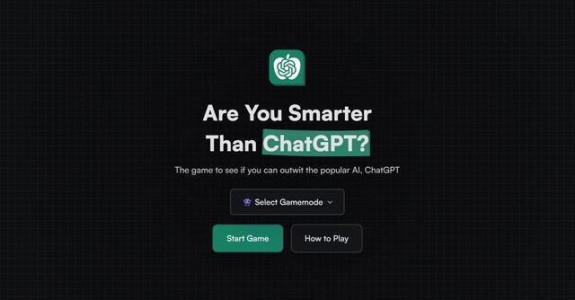 Are You Smarter
Than ChatGPT?
The game to see if you can outwit the popular AI, ChatGPT
Select Gamemode
Start Game
How to Play